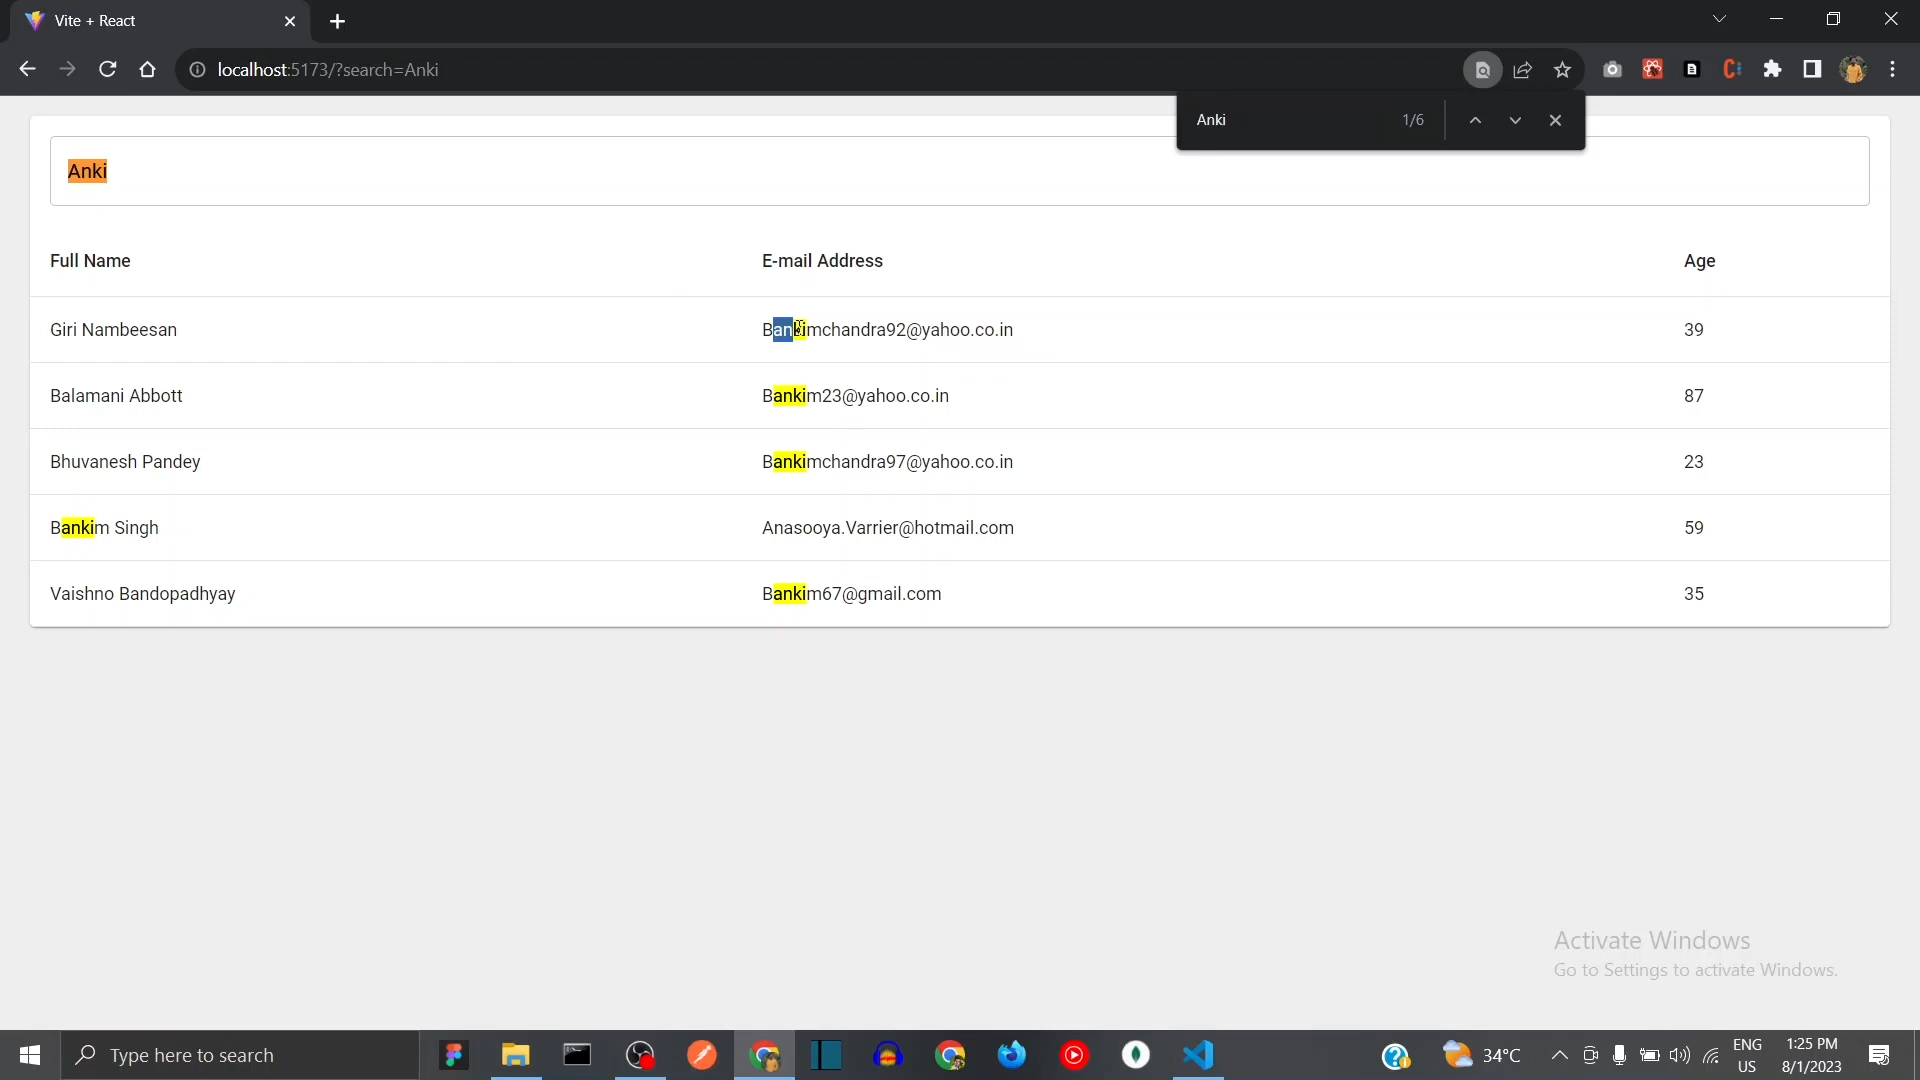 Vite + React
localhost:5173/?search=Anki
Anki 1/6
Anki
Full Name E-mail Address Age
Giri Nambeesan Bankimchandra92@yahoo.co.in 39
Balamani Abbott Bankim23@yahoo.co.in 87
Bhuvanesh Pandey Bankimchandra97@yahoo.co.in 23
Bankim Singh Anasooya.Varrier@hotmail.com 59
Vaishno Bandopadhyay Bankim67@gmail.com 35
Activate Windows
Go to Settings to activate Windows.
Type here to search 34°C ENG 1:25 PM
US 8/1/2023